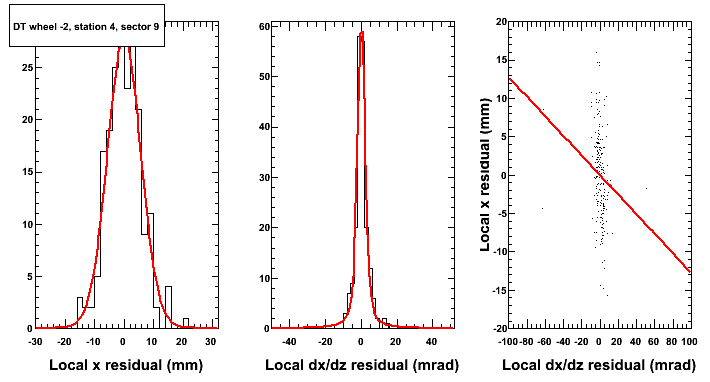 DT wheel -2, station 4, sector 9
25
20
15
10
5
0
-30 -20 -10 0 10 20 30
Local x residual (mm)
60
50
40
30
20
10
0
-40 -20 0 20 40
Local dx/dz residual (mrad)
Local x residual (mm)
20
15
10
5
0
-5
-10
-15
-20
-100 -80 -60 -40 -20 0 20 40 60 80 100
Local dx/dz residual (mrad)